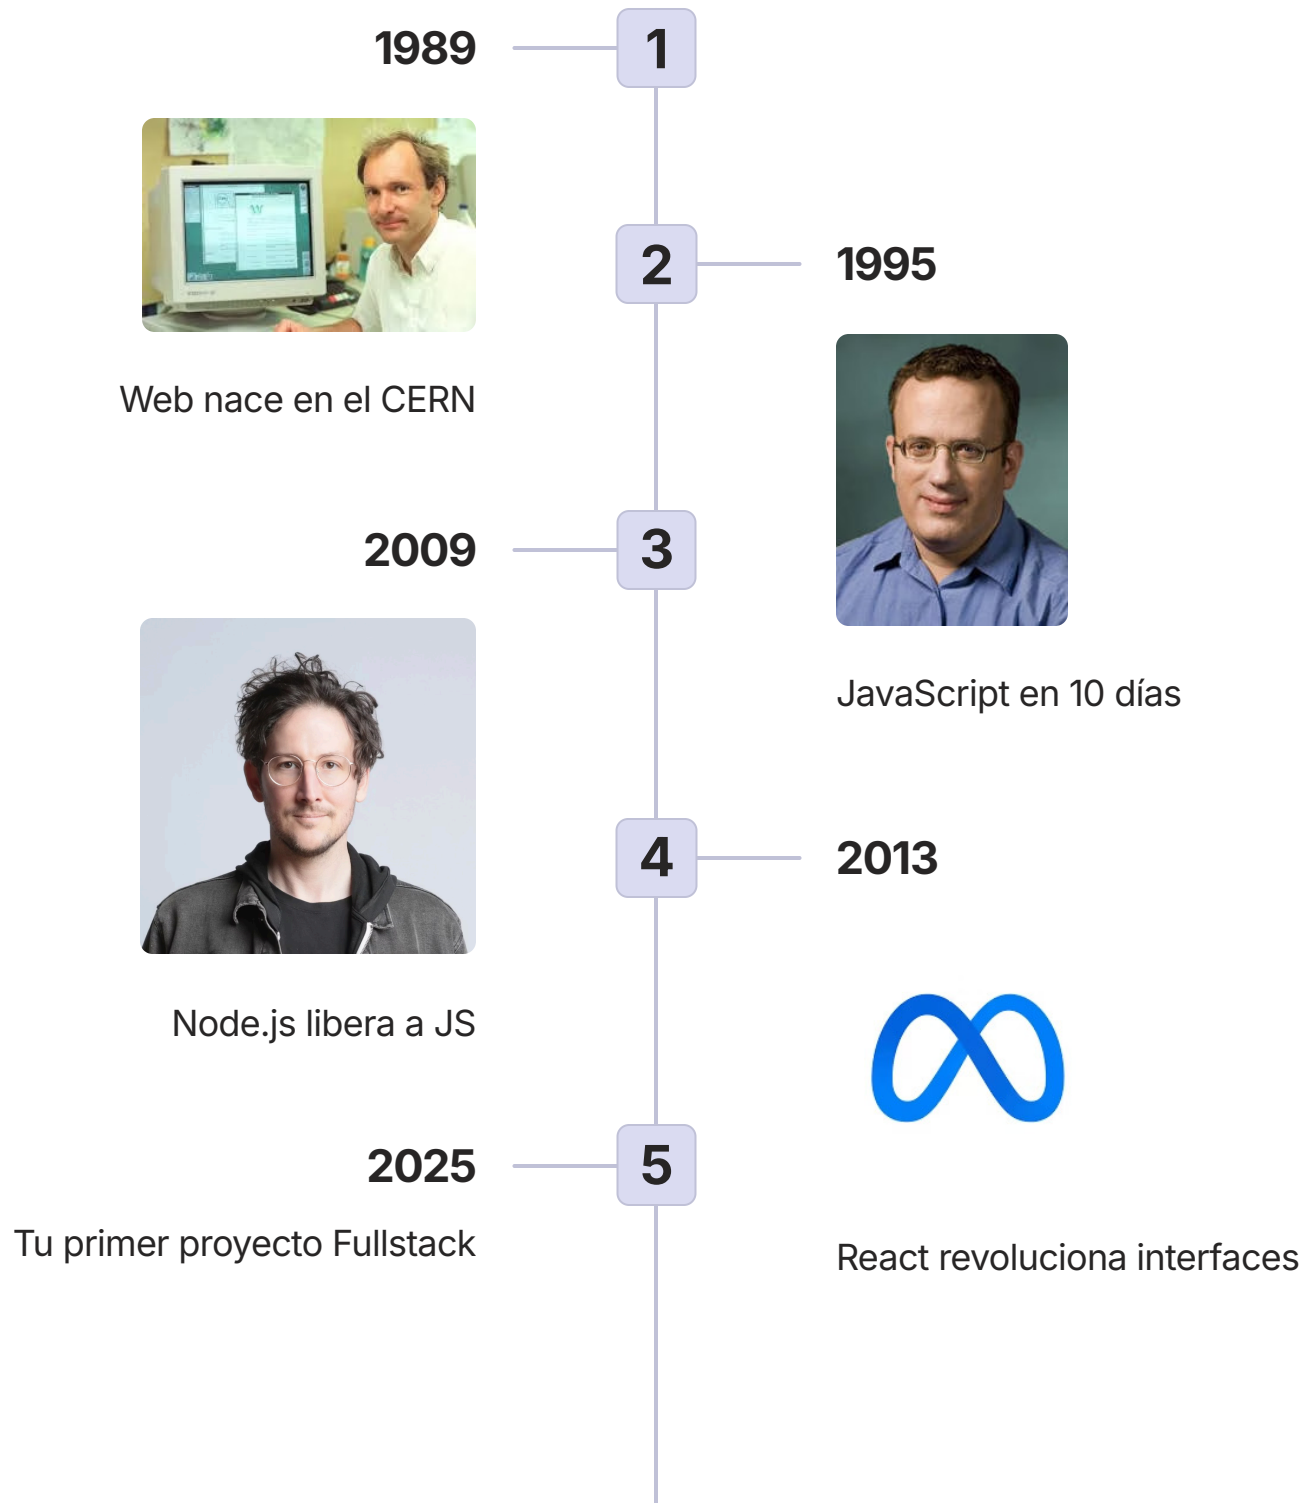 1989
1
Web nace en el CERN
2
1995
JavaScript en 10 días
2009
3
Node.js libera a JS
4
2013
React revoluciona interfaces
2025
5
Tu primer proyecto Fullstack